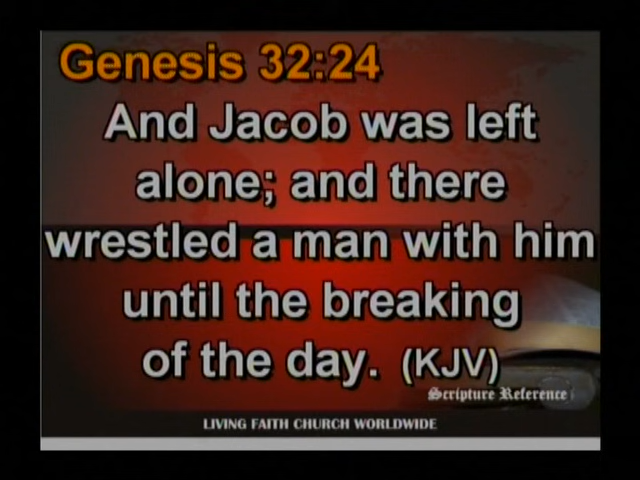 Genesis 32:24
And Jacob was left
alone; and there
wrestled a man with him
until the breaking
of the day. (KJV)
Scripture Reference
LIVING FAITH CHURCH WORLDWIDE